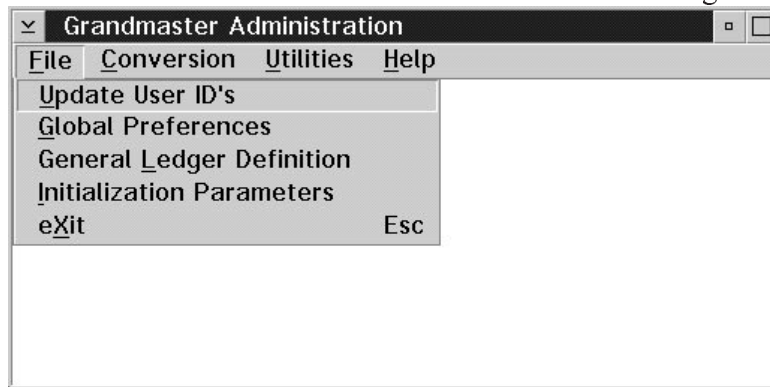 Grandmaster Administration
File Conversion Utilities Help
Update User ID's
Global Preferences
General Ledger Definition
Initialization Parameters
eXit Esc